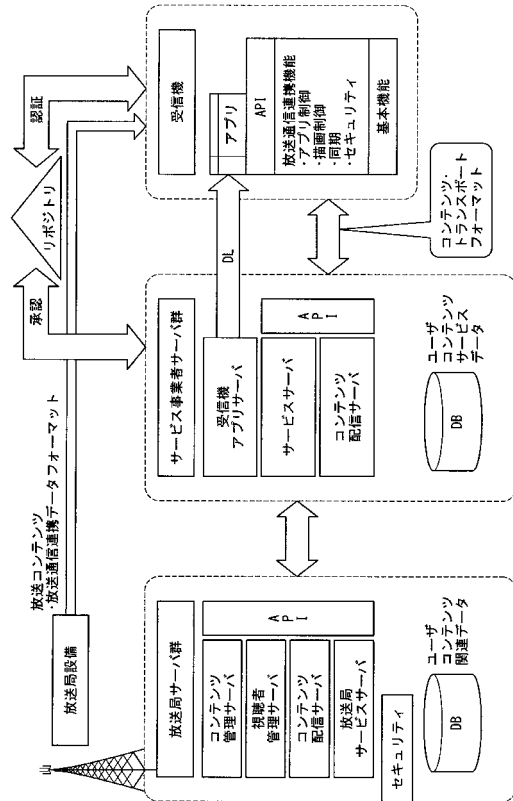 放送局設備
放送コンテンツ
・放送通信連携データフォーマット
承認
リポジトリ
認証
放送局サーバ群
コンテンツ
管理サーバ
視聴者
管理サーバ
コンテンツ
配信サーバ
放送局
サービスサーバ
API
セキュリティ
DB
ユーザ
コンテンツ
関連データ
サービス事業者サーバ群
受信機
アプリサーバ
サービスサーバ
コンテンツ
配信サーバ
API
DB
ユーザ
コンテンツ
サービス
データ
DL
受信機
アプリ
API
放送通信連携機能
・アプリ制御
・描画制御
・同期
・セキュリティ
基本機能
コンテンツ・
トランスポート
フォーマット